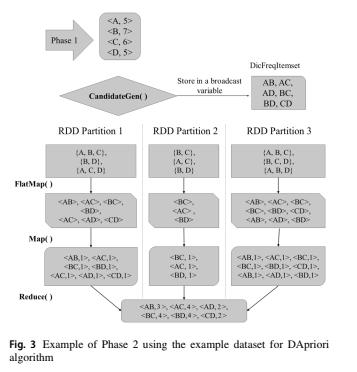 Phase 1
<A, 5>
<B, 7>
<C, 6>
<D, 5>
CandidateGen( )
Store in a broadcast
variable
DicFreqItemset
AB, AC,
AD, BC,
BD, CD
RDD Partition 1
RDD Partition 2
RDD Partition 3
{A, B, C},
{B, D},
{A, C, D}
{B, C},
{A, C},
{B, D}
{A, B, C},
{B, C, D},
{A, B, D}
FlatMap( )
<AB>, <AC>, <BC>,
<BD>,
<AC>, <AD>, <CD>
<BC>,
<AC>,
<BD>
<AB>, <AC>, <BC>,
<BC>, <BD>, <CD>,
<AB>, <AD>, <BD>
Map( )
<AB,1>, <AC,1>,
<BC,1>, <BD,1>,
<AC,1>, <AD,1>, <CD,1>
<BC, 1>,
<AC, 1>,
<BD, 1>
<AB,1>, <AC,1>, <BC,1>,
<BC,1>, <BD,1>, <CD,1>,
<AB,1>, <AD,1>, <BD,1>
Reduce( )
<AB,3>, <AC,4>, <AD,2>,
<BC,4>, <BD,4>, <CD,2>
Fig. 3 Example of Phase 2 using the example dataset for DApriori
algorithm